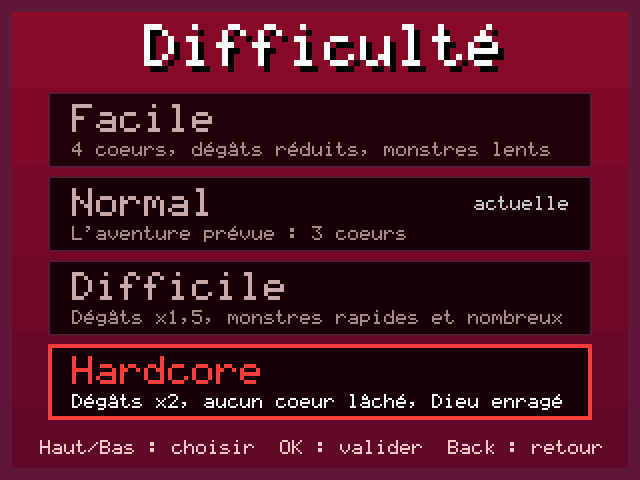 Difficulté
Facile
4 coeurs, dégâts réduits, monstres lents
Normal
actuelle
L'aventure prévue : 3 coeurs
Difficile
Dégâts x1,5, monstres rapides et nombreux
Hardcore
Dégâts x2, aucun coeur lâché, Dieu enragé
Haut/Bas : choisir  OK : valider  Back : retour